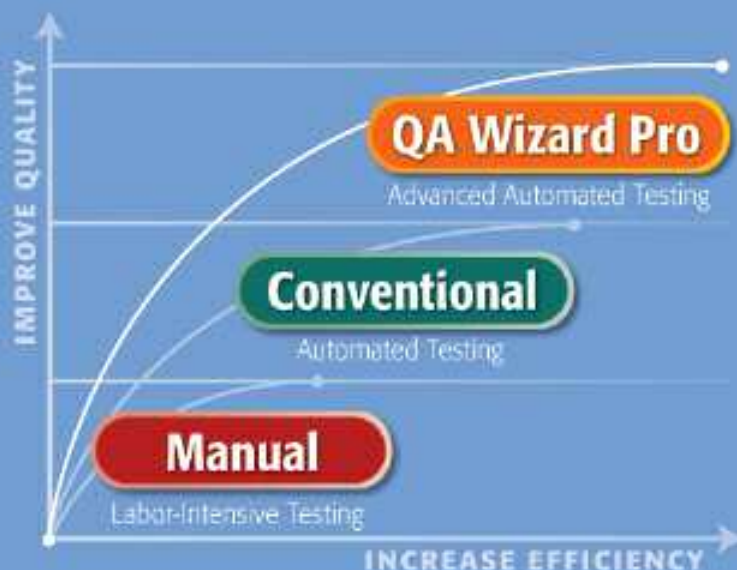 IMPROVE QUALITY
QA Wizard Pro
Advanced Automated Testing
Conventional
Automated Testing
Manual
Labor-Intensive Testing
INCREASE EFFICIENCY